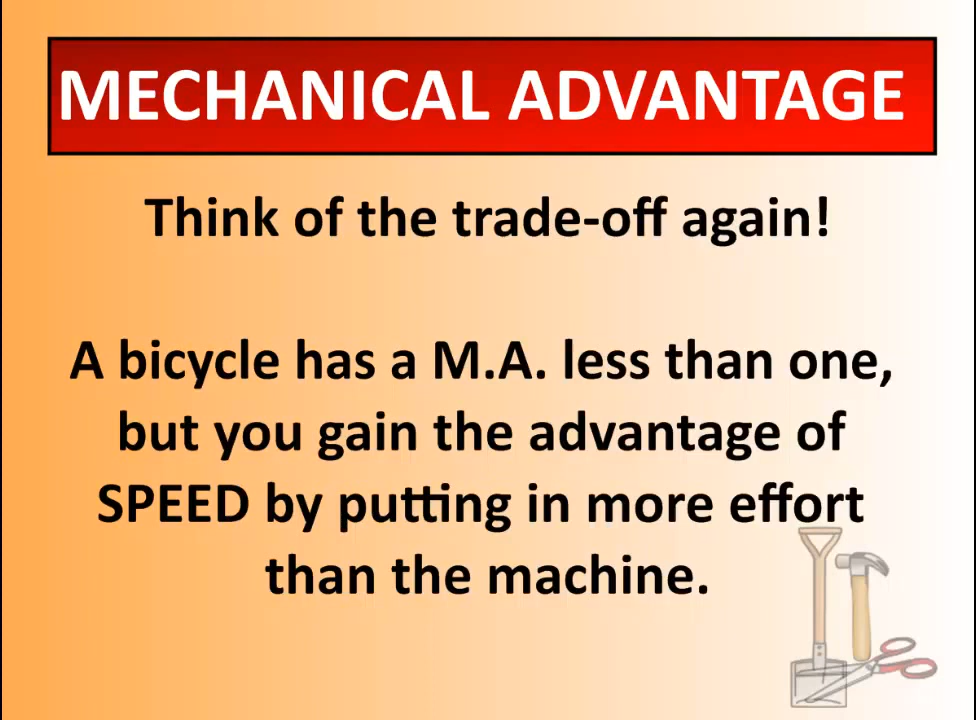 MECHANICAL ADVANTAGE
Think of the trade-off again!
A bicycle has a M.A. less than one,
but you gain the advantage of
SPEED by putting in more effort
than the machine.